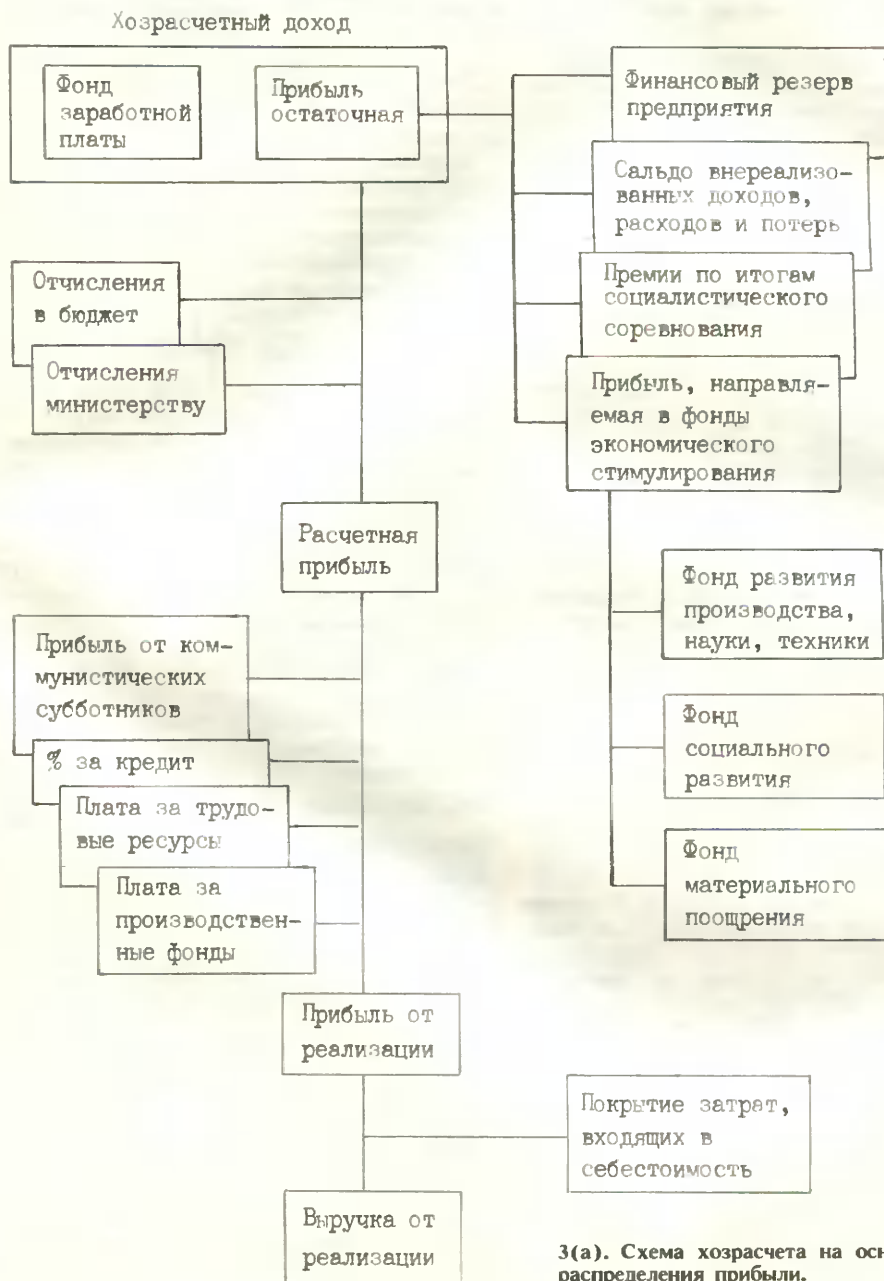 Хозрасчетный доход
Фонд
заработной
платы
Прибыль
остаточная
Финансовый резерв
предприятия
Сальдо внереализо-
ванных доходов,
расходов и потерь
Премии по итогам
социалистического
соревнования
Прибыль, направля-
емая в фонды
экономического
стимулирования
Отчисления
в бюджет
Отчисления
министерству
Расчетная
прибыль
Фонд развития
производства,
науки, техники
Фонд
социального
развития
Фонд
материального
поощрения
Прибыль от ком-
мунистических
субботников
% за кредит
Плата за трудо-
вые ресурсы
Плата за
производствен-
ные фонды
Прибыль от
реализации
Покрытие затрат,
входящих в
себестоимость
Выручка от
реализации
3(а). Схема хозрасчета на
распределения прибыли.